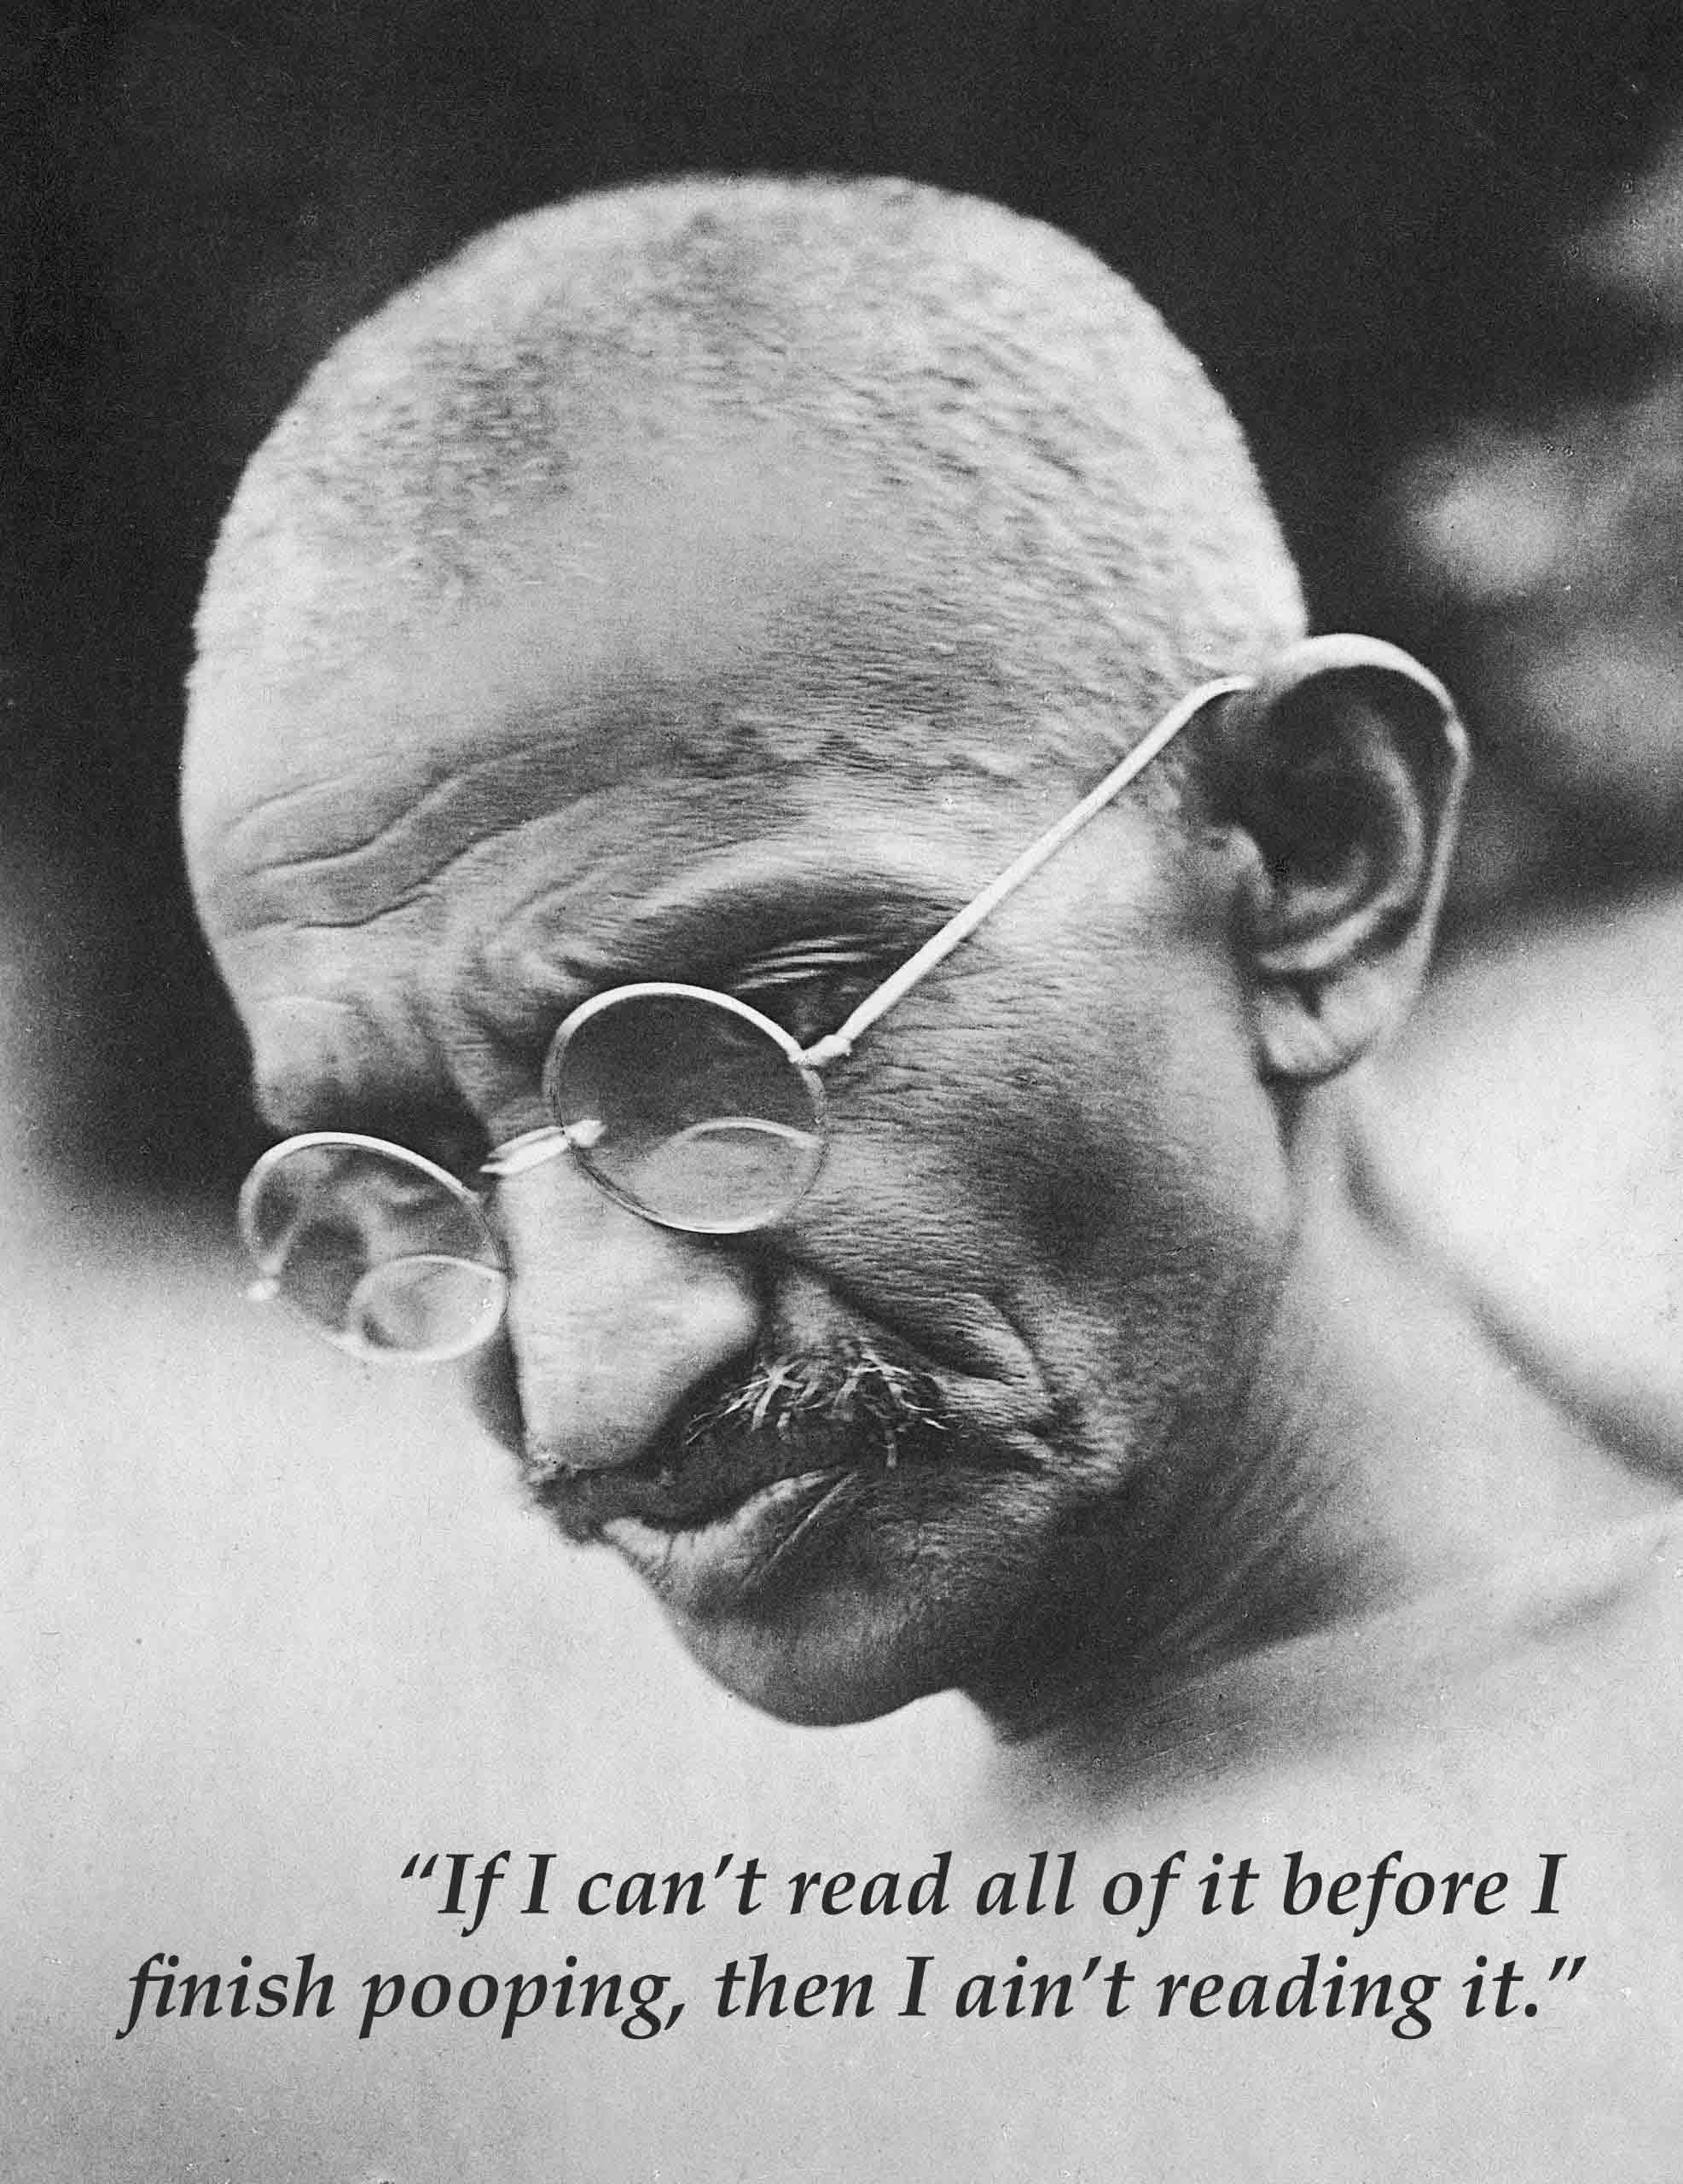 “If I can’t read all of it before I
finish pooping, then I ain’t reading it.”